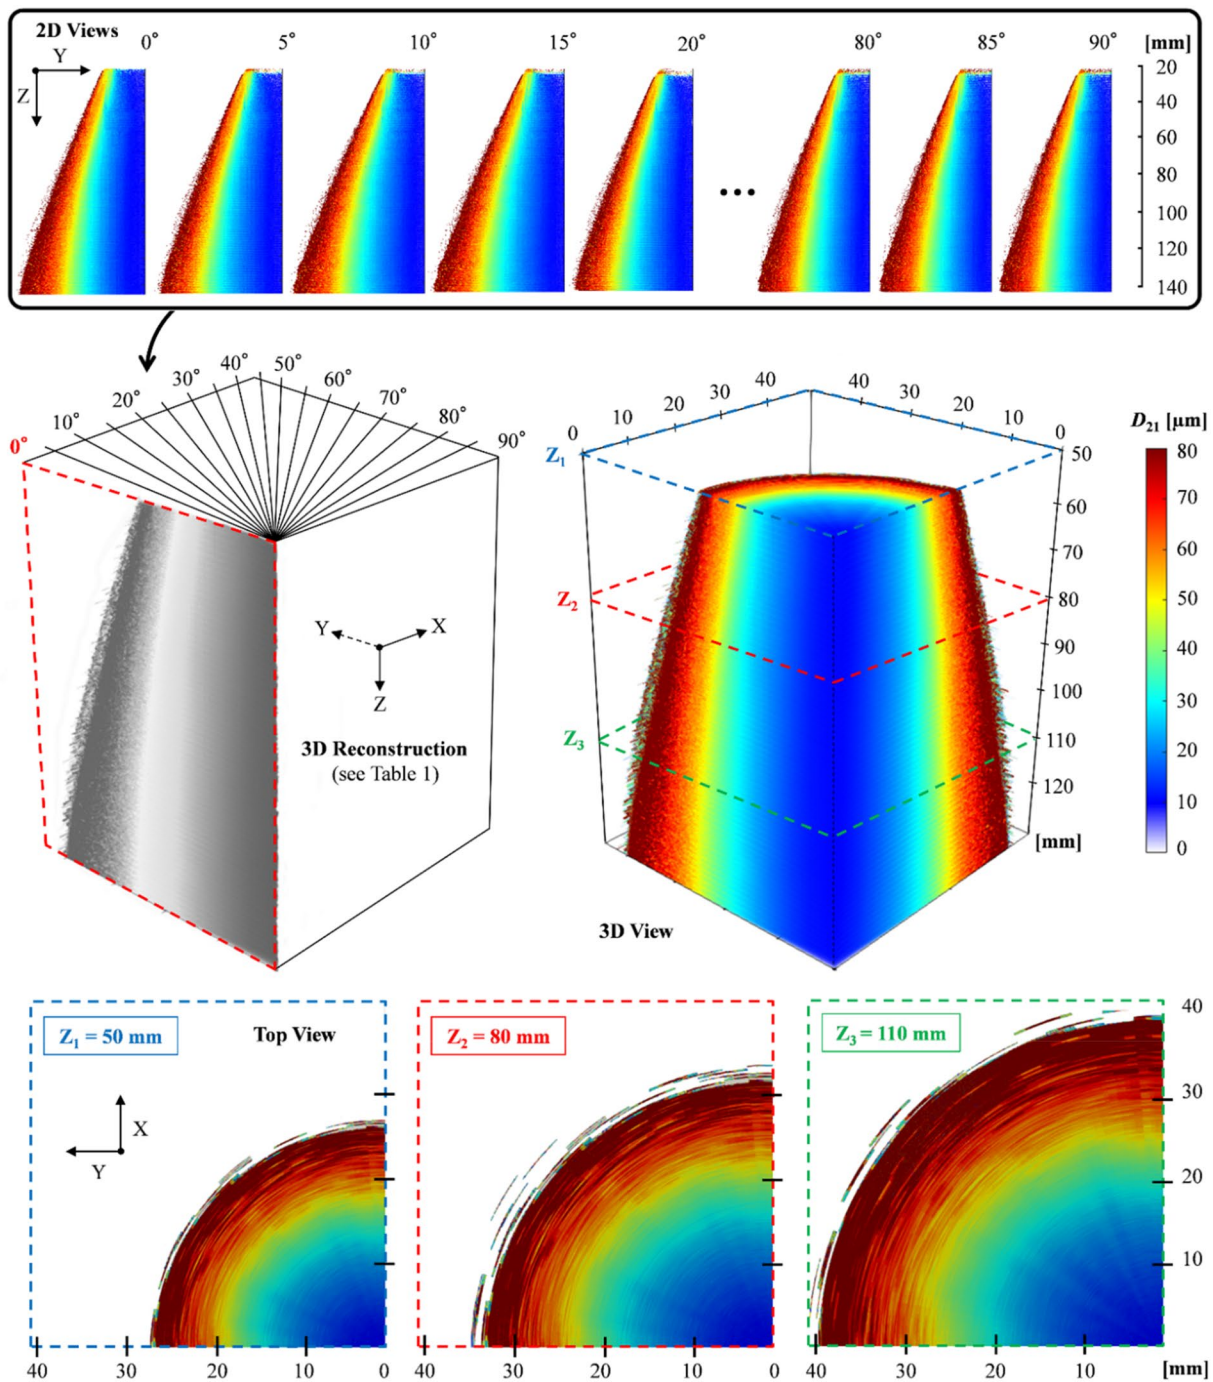 2D Views
0° 5° 10° 15° 20° 80° 85° 90° [mm]
Y
Z
20
40
60
80
100
120
140
0° 10° 20° 30° 40° 50° 60° 70° 80° 90°
Y X
Z
3D Reconstruction
(see Table 1)
0 10 20 30 40 40 30 20 10 0
Z1
Z2
Z3
50
60
70
80
90
100
110
120
[mm]
3D View
D21 [µm]
80
70
60
50
40
30
20
10
0
Z1 = 50 mm
Top View
X
Y
Z2 = 80 mm
Z3 = 110 mm
40
30
20
10
40 30 20 10 0
40 30 20 10 0
40 30 20 10 [mm]